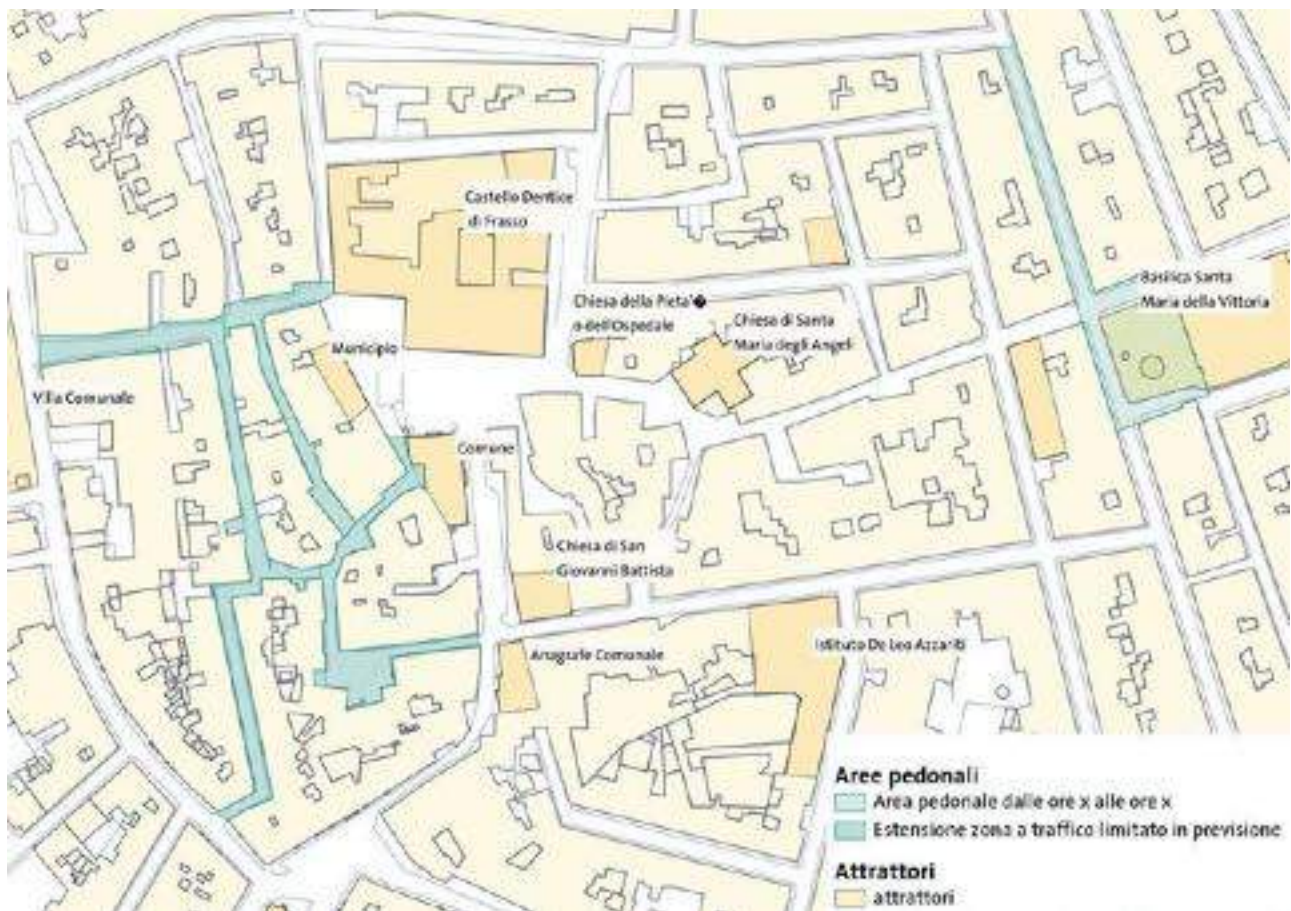 Castello Dentice
di Frasso
Basilica Santa
Maria della Vittoria
Chiesa della Pieta'�
o dell'Ospedale
Chiesa di Santa
Maria degli Angeli
Municipio
Villa Comunale
Comune
Chiesa di San
Giovanni Battista
Anagrafe Comunale
Istituto De Leo Azzariti
Aree pedonali
Area pedonale dalle ore x alle ore x
Estensione zona a traffico limitato in previsione
Attrattori
attrattori